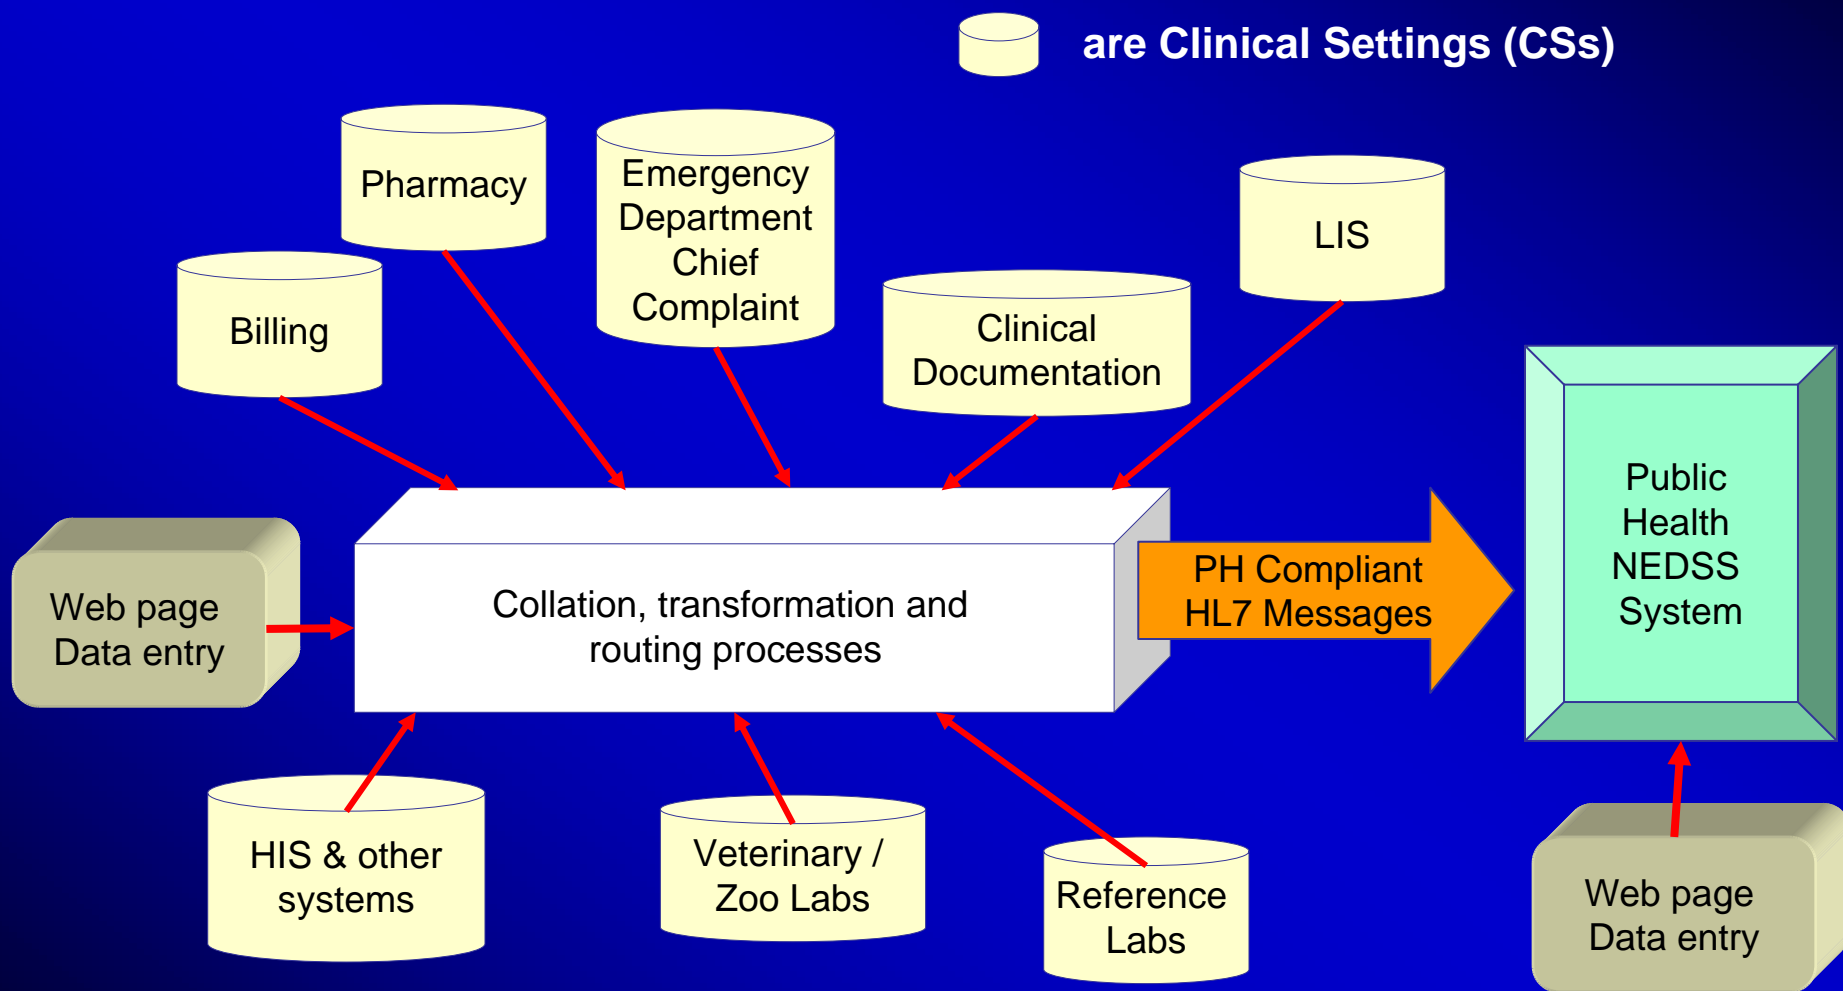 are Clinical Settings (CSs)
Pharmacy
Emergency
Department
Chief
Complaint
LIS
Billing
Clinical
Documentation
Public
Health
NEDSS
System
PH Compliant
HL7 Messages
Web page
Data entry
Collation, transformation and
routing processes
HIS & other
systems
Veterinary /
Zoo Labs
Reference
Labs
Web page
Data entry